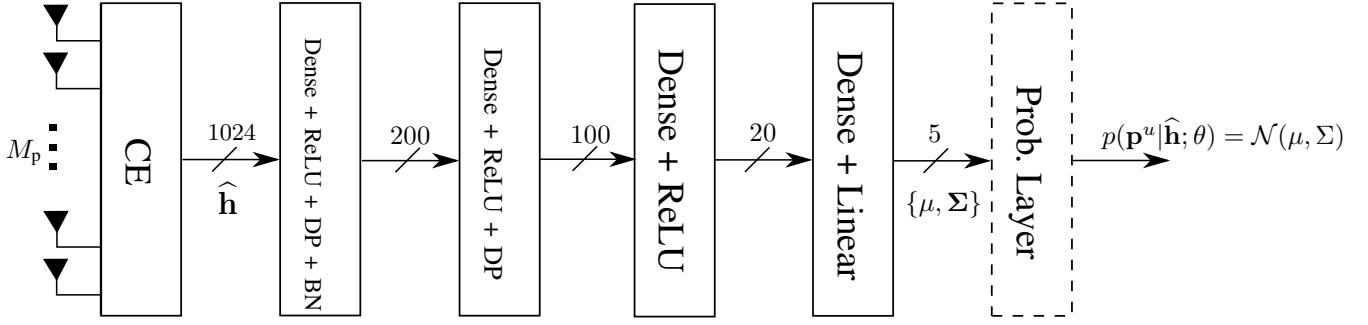 M_p
CE
1024
ĥ
Dense + ReLU + DP + BN
200
Dense + ReLU + DP
100
Dense + ReLU
20
Dense + Linear
5
{μ, Σ}
Prob. Layer
p(p^u|ĥ; θ) = 𝒩(μ, Σ)